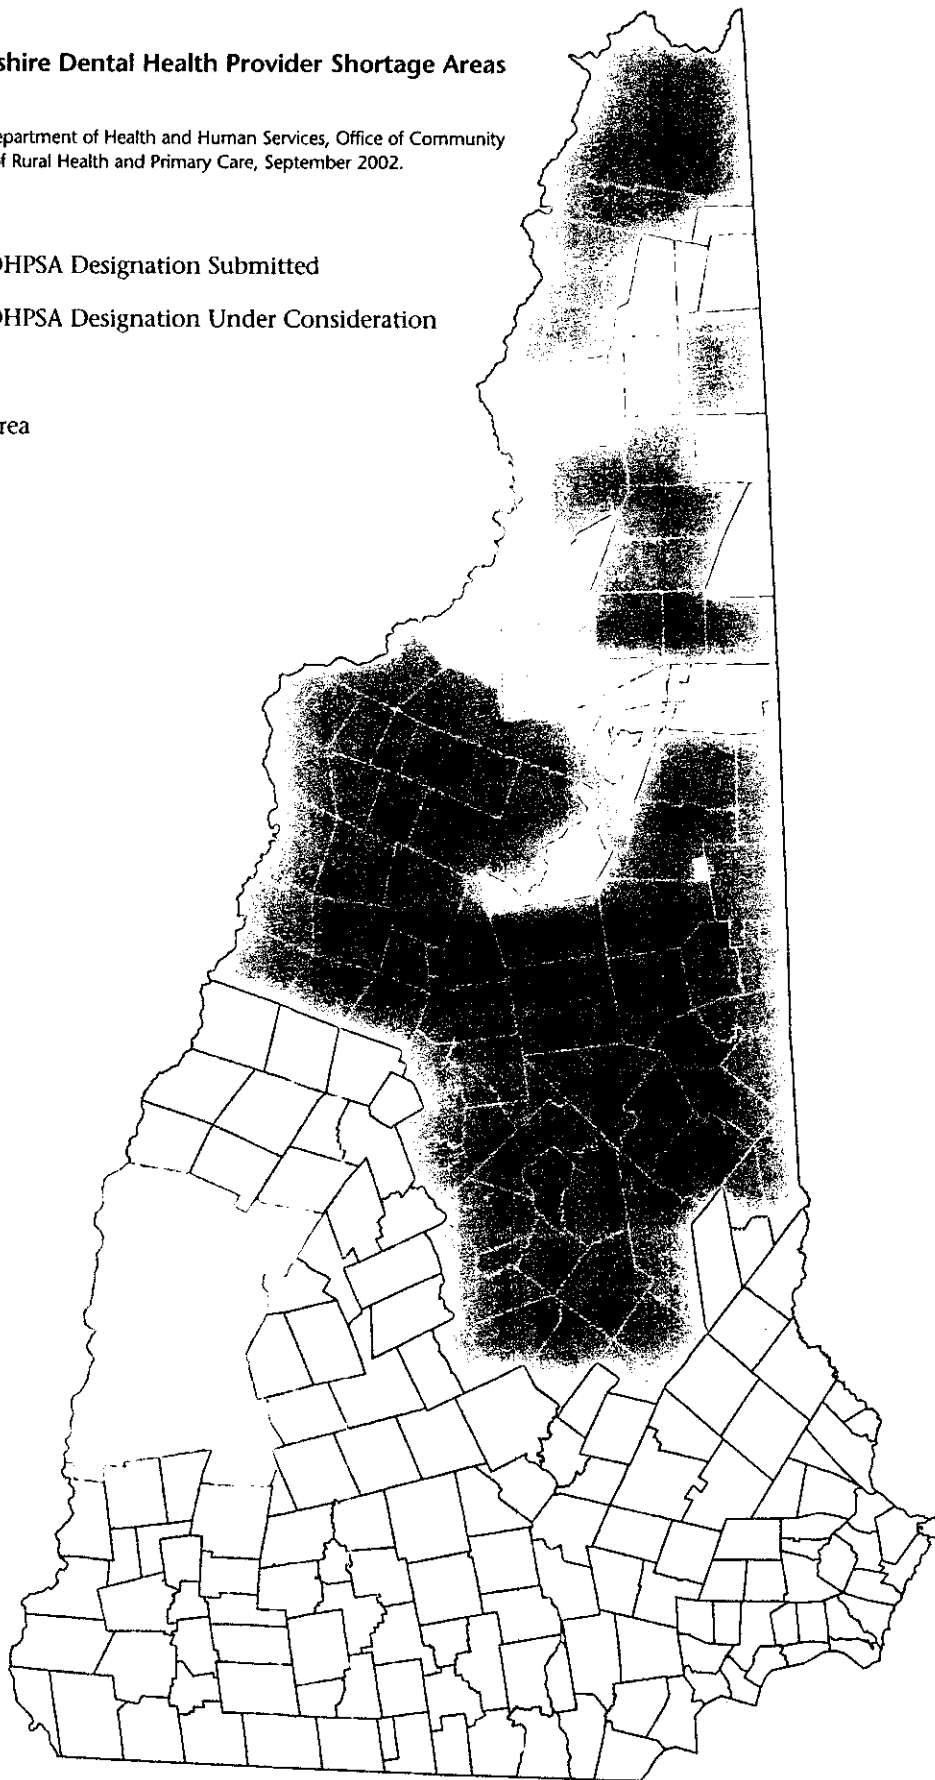 shire Dental Health Provider Shortage Areas
epartment of Health and Human Services, Office of Community
f Rural Health and Primary Care, September 2002.
DHPSA Designation Submitted
DHPSA Designation Under Consideration
rea